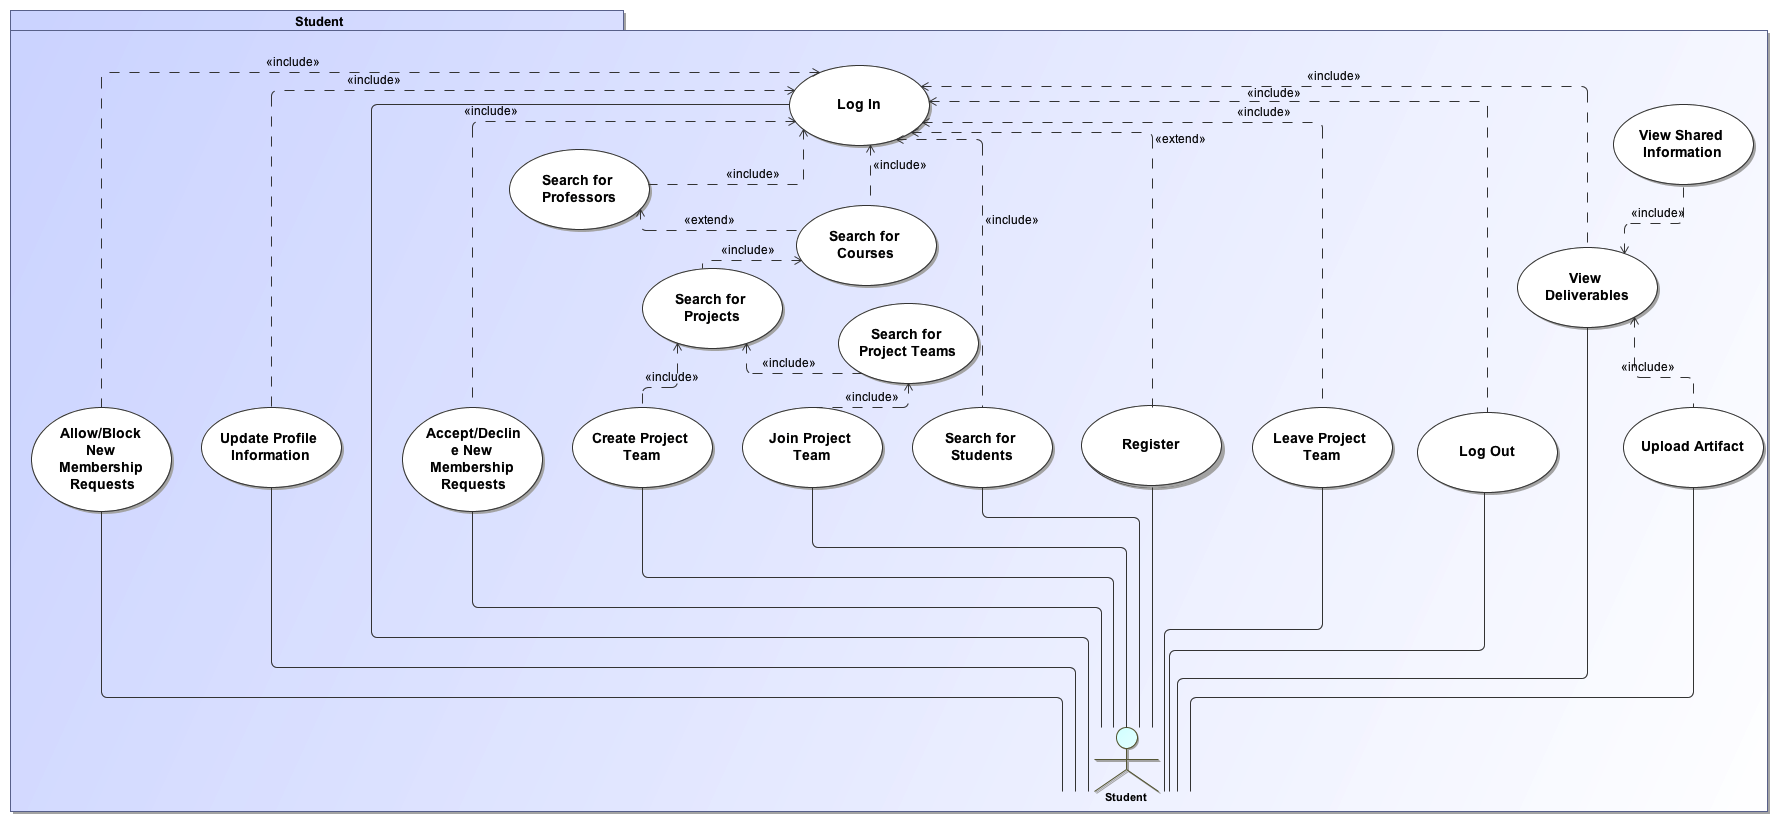 Student
«include»
«include»
«include»
Log In
«include»
«include»
«include»
«extend»
View Shared
Information
Search for
Professors
«include»
«include»
«extend»
«include»
«include»
Search for
Courses
«include»
View
Deliverables
Search for
Projects
Search for
Project Teams
«include»
«include»
«include»
«include»
Allow/Block
New
Membership
Requests
Update Profile
Information
Accept/Declin
e New
Membership
Requests
Create Project
Team
Join Project
Team
Search for
Students
Register
Leave Project
Team
Log Out
Upload Artifact
Student